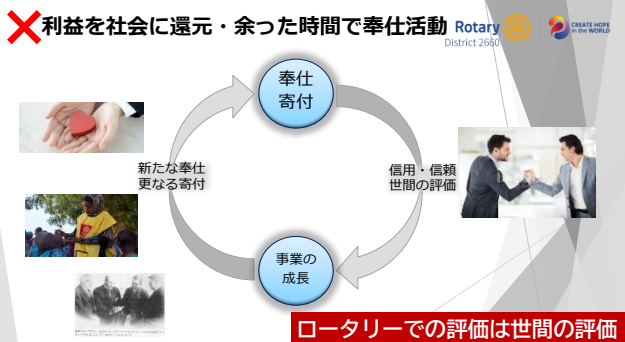 利益を社会に還元・余った時間で奉仕活動
Rotary
District 2660
CREATE HOPE
in the WORLD
奉仕
寄付
新たな奉仕
更なる寄付
信用・信頼
世間の評価
事業の
成長
ロータリーでの評価は世間の評価